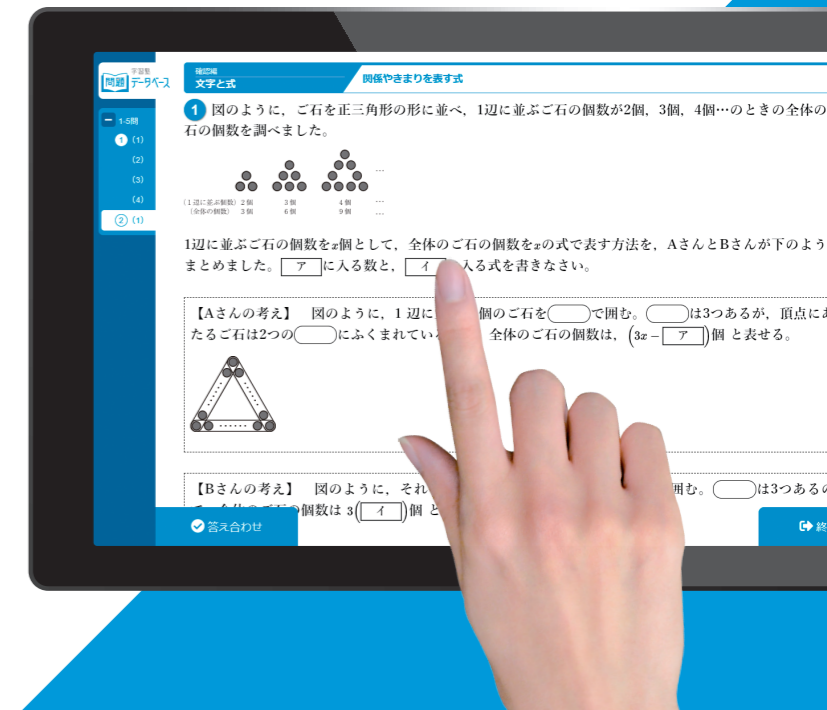 学習塾
問題データベース
確認編
文字と式
関係やきまりを表す式
1-5問
1 (1)
(2)
(3)
(4)
2 (1)
1 図のように，ご石を正三角形の形に並べ，1辺に並ぶご石の個数が2個，3個，4個…のときの全体の
石の個数を調べました。
…
(1辺に並ぶ個数) 2個 3個 4個 …
(全体の個数) 3個 6個 9個 …
1辺に並ぶご石の個数をx個として，全体のご石の個数をxの式で表す方法を，AさんとBさんが下のよう
まとめました。 ア に入る数と， イ 入る式を書きなさい。
【Aさんの考え】 図のように，1辺に 個のご石を で囲む。 は3つあるが，頂点に
たるご石は2つの にふくまれてい 全体のご石の個数は，(3x－ ア )個 と表せる。
……
【Bさんの考え】 図のように，それ 囲む。 は3つある
個数は 3( イ )個 と
答え合わせ
終